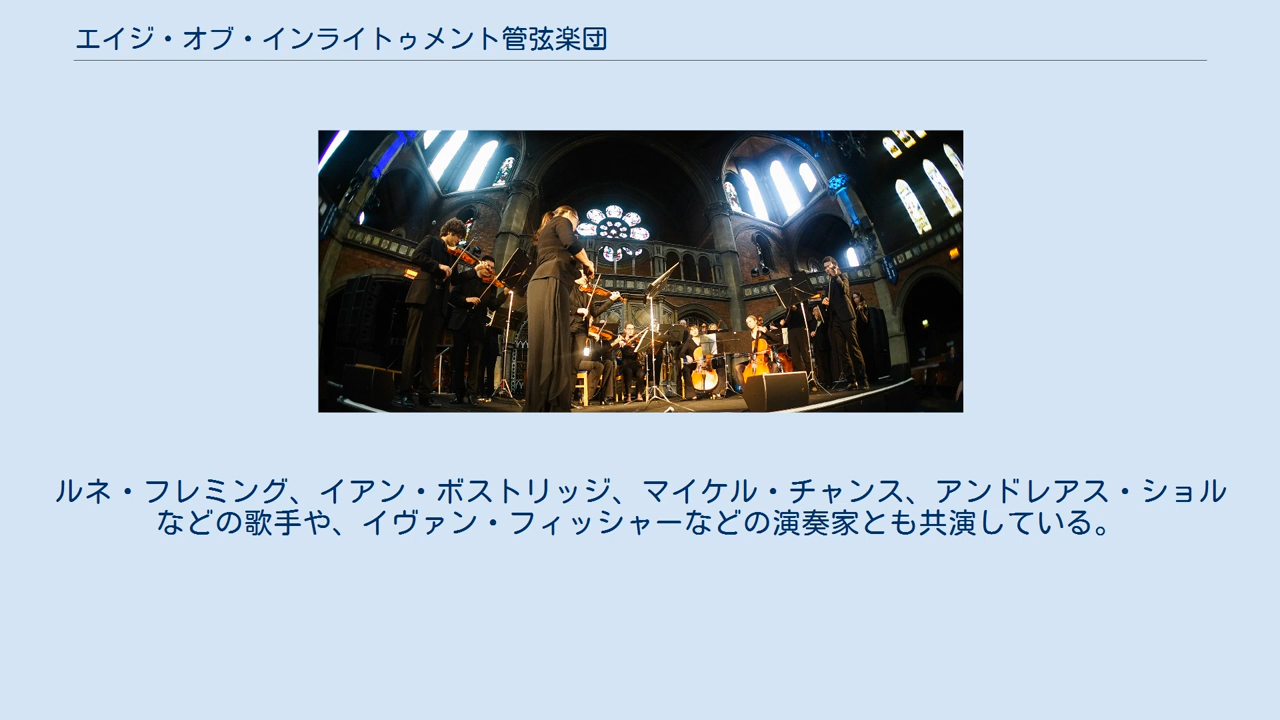 エイジ・オブ・インライトゥメント管弦楽団
ルネ・フレミング、イアン・ボストリッジ、マイケル・チャンス、アンドレアス・ショル
などの歌手や、イヴァン・フィッシャーなどの演奏家とも共演している。